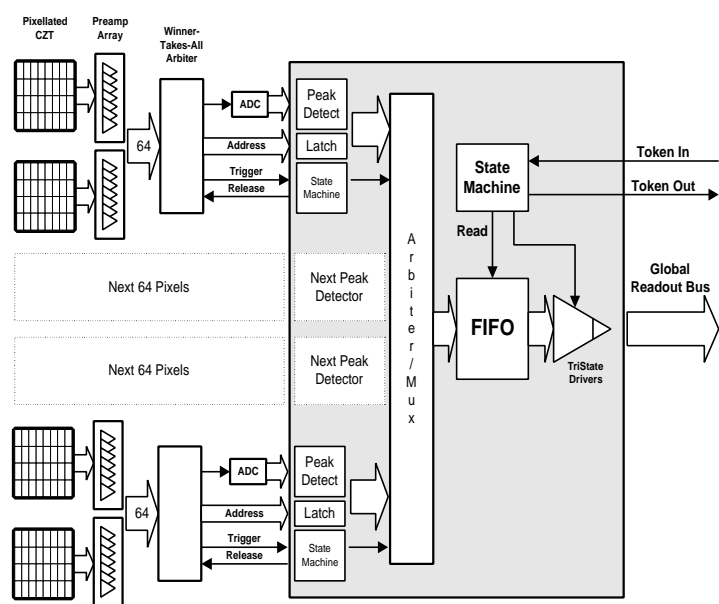 Pixellated
CZT
Preamp
Array
Winner-
Takes-All
Arbiter
64
ADC
Address
Trigger
Release
Peak
Detect
Latch
State
Machine
Next 64 Pixels
Next Peak
Detector
Next 64 Pixels
Next Peak
Detector
64
ADC
Address
Trigger
Release
Peak
Detect
Latch
State
Machine
Arbiter/Mux
State
Machine
Token In
Token Out
Read
FIFO
TriState
Drivers
Global
Readout Bus